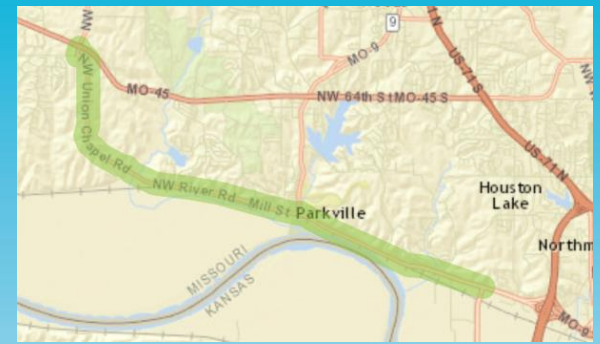 NW
9
N
MO-9
US-71 S
MO-45
NW 64th St MO-45 S
NW
US-71 N
NW Union Chapel Rd
NW River Rd
Mill St
Parkville
Houston
Lake
MISSOURI
KANSAS
Northm
MO-9